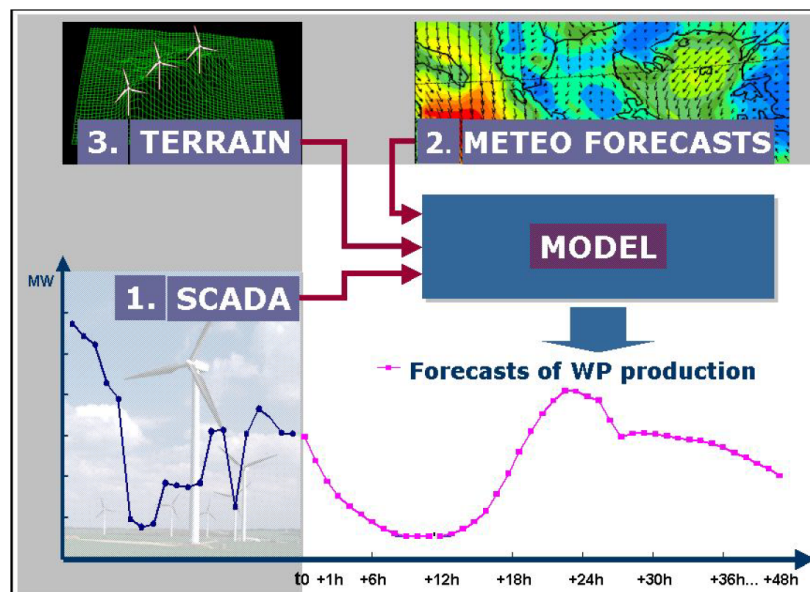 3. TERRAIN
2. METEO FORECASTS
MODEL
1. SCADA
MW
Forecasts of WP production
t0 +1h +6h +12h +18h +24h +30h +36h... +48h